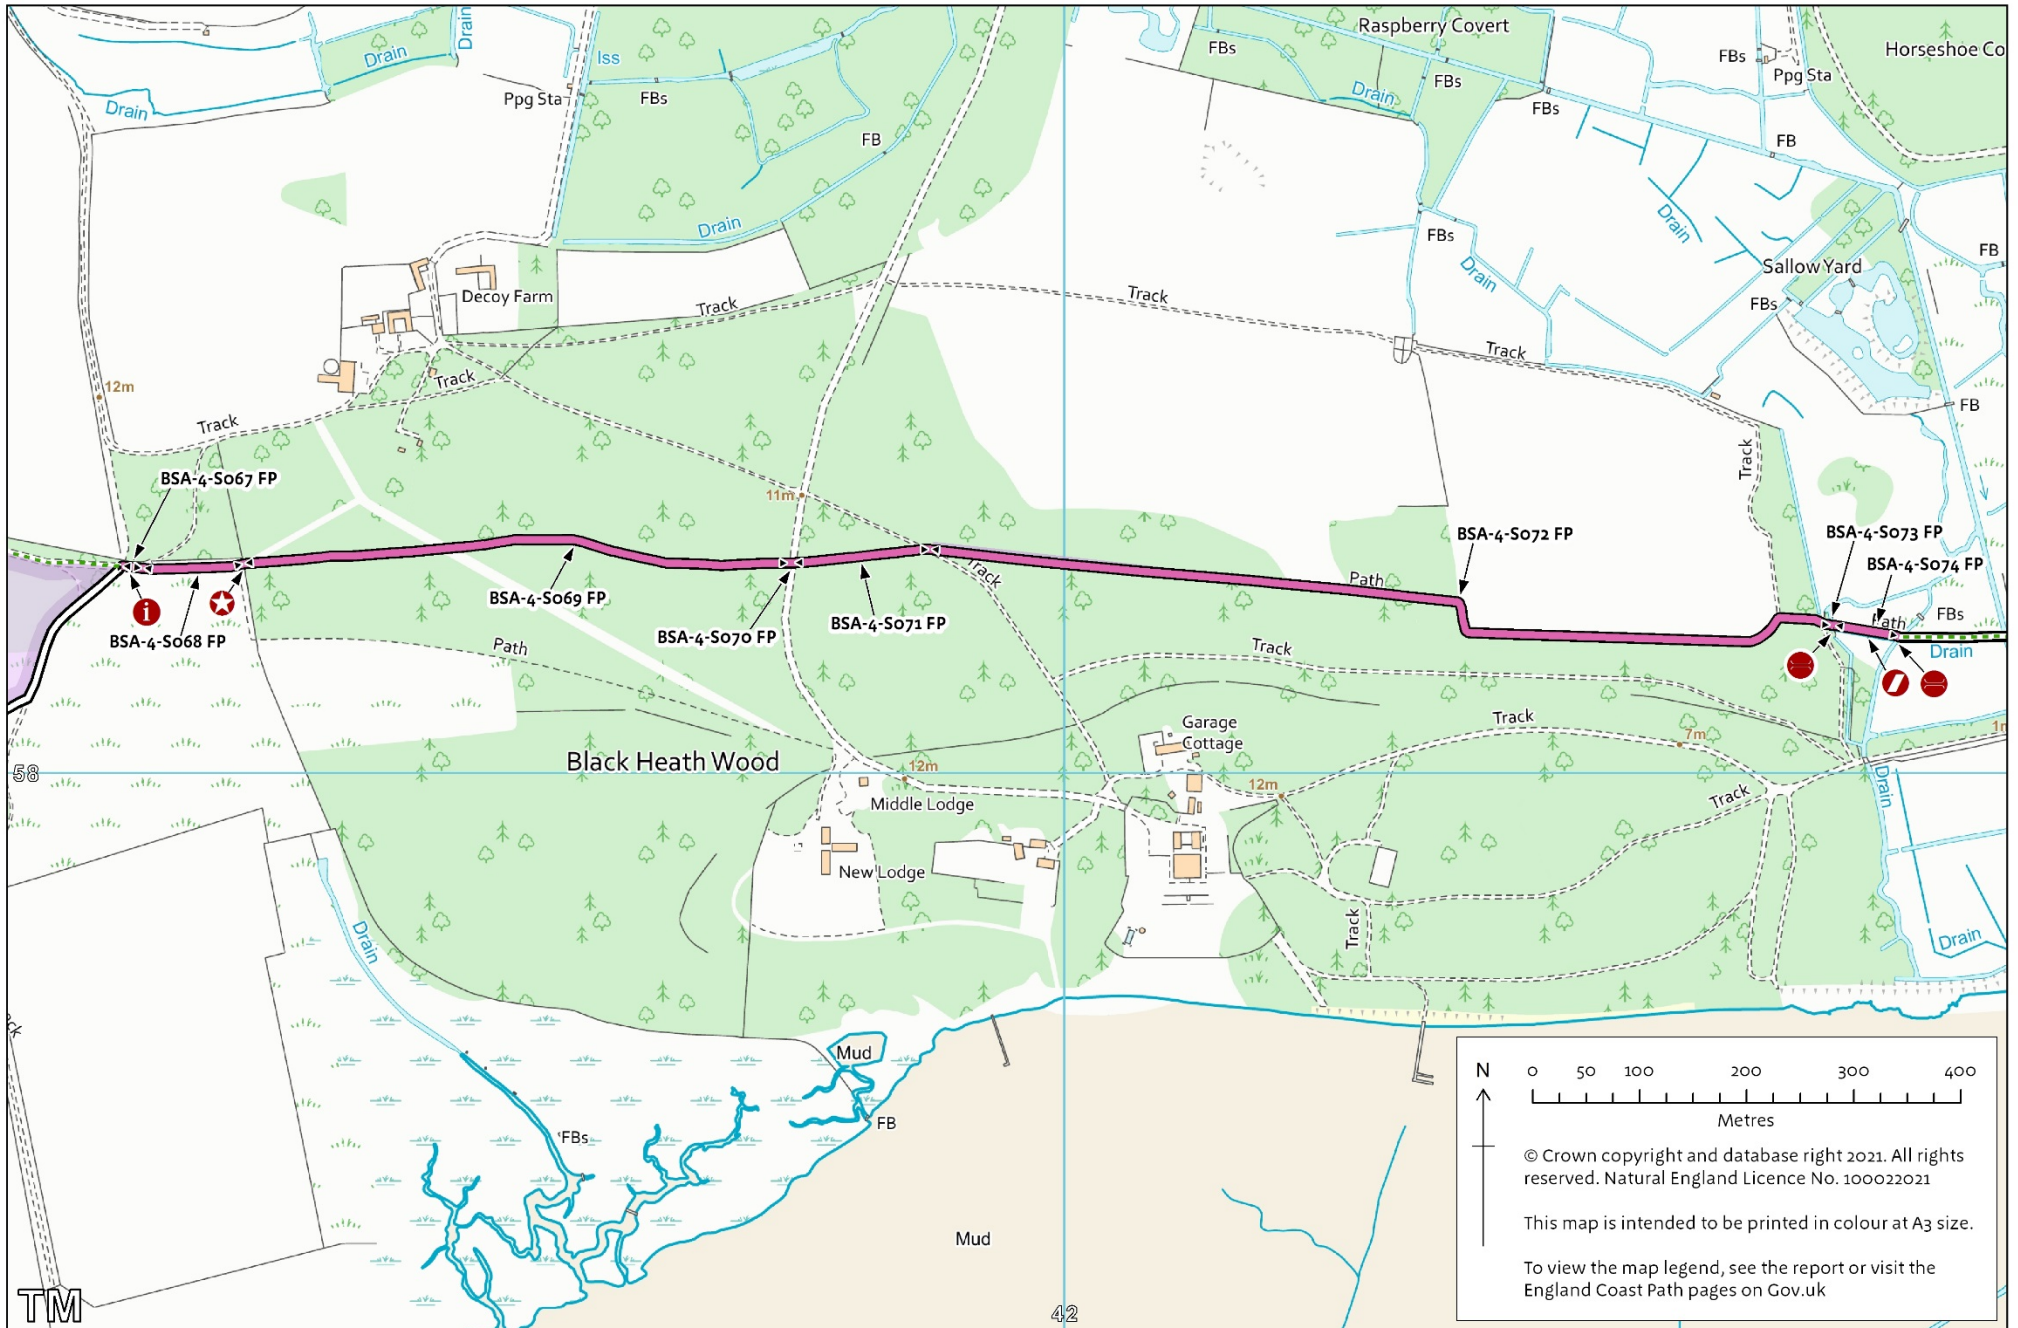 Raspberry Covert
Horseshoe Co
Drain
Drain
Drain
Iss
FBs
FBs
FBs
Ppg Sta
Ppg Sta
FBs
FBs
Drain
FBs
FB
FB
Drain
FBs
Drain
Drain
FB
Sallow Yard
FBs
Decoy Farm
Track
Track
Track
Track
12m
FB
Track
Track
BSA-4-S067 FP
11m
BSA-4-S072 FP
BSA-4-S073 FP
BSA-4-S074 FP
Track
Path
BSA-4-S069 FP
i
FBs
Path
BSA-4-S071 FP
BSA-4-S070 FP
BSA-4-S068 FP
Path
Track
Drain
Garage
Cottage
Track
7m
1m
Black Heath Wood
58
12m
12m
Middle Lodge
Track
Drain
New Lodge
Drain
Track
Drain
Mud
FB
FBs
Mud
TM
42
N
0 50 100 200 300 400
Metres
© Crown copyright and database right 2021. All rights
reserved. Natural England Licence No. 100022021
This map is intended to be printed in colour at A3 size.
To view the map legend, see the report or visit the
England Coast Path pages on Gov.uk